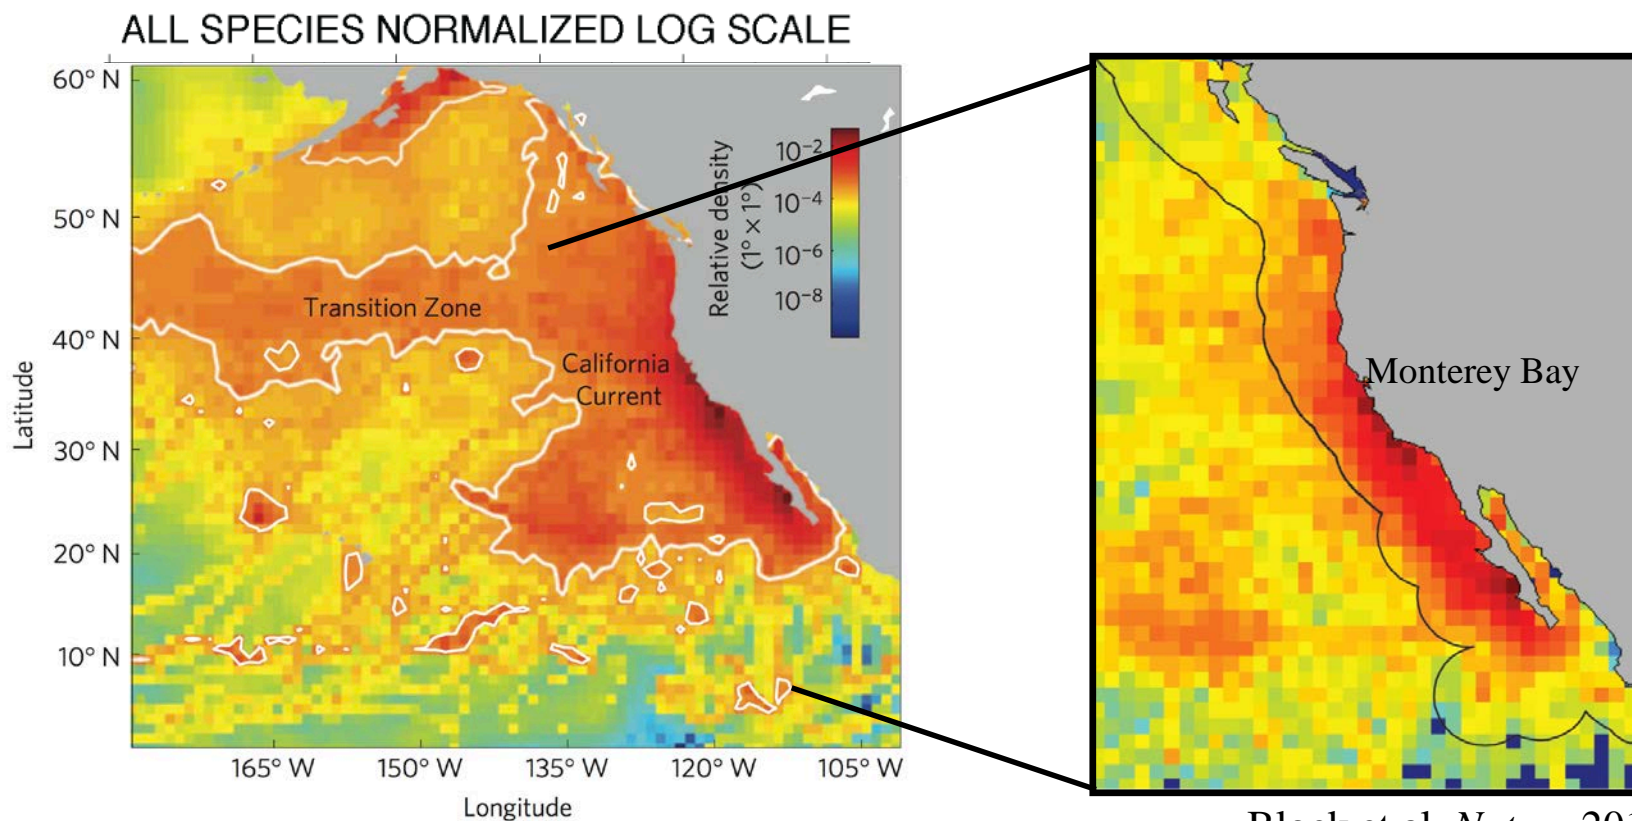 ALL SPECIES NORMALIZED LOG SCALE
60° N
50° N
40° N
30° N
20° N
10° N
Latitude
165° W
150° W
135° W
120° W
105° W
Longitude
Transition Zone
California
Current
Relative density
(1° × 1°)
10⁻²
10⁻⁴
10⁻⁶
10⁻⁸
Monterey Bay